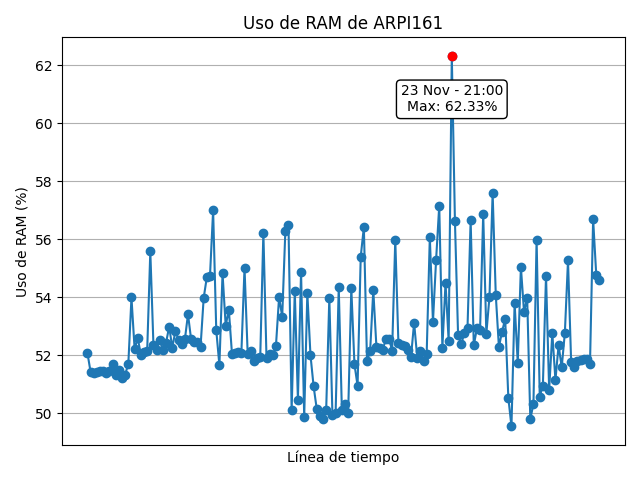 Uso de RAM de ARPI161
62
60
58
56
54
52
50
Uso de RAM (%)
23 Nov - 21:00
Max: 62.33%
Línea de tiempo